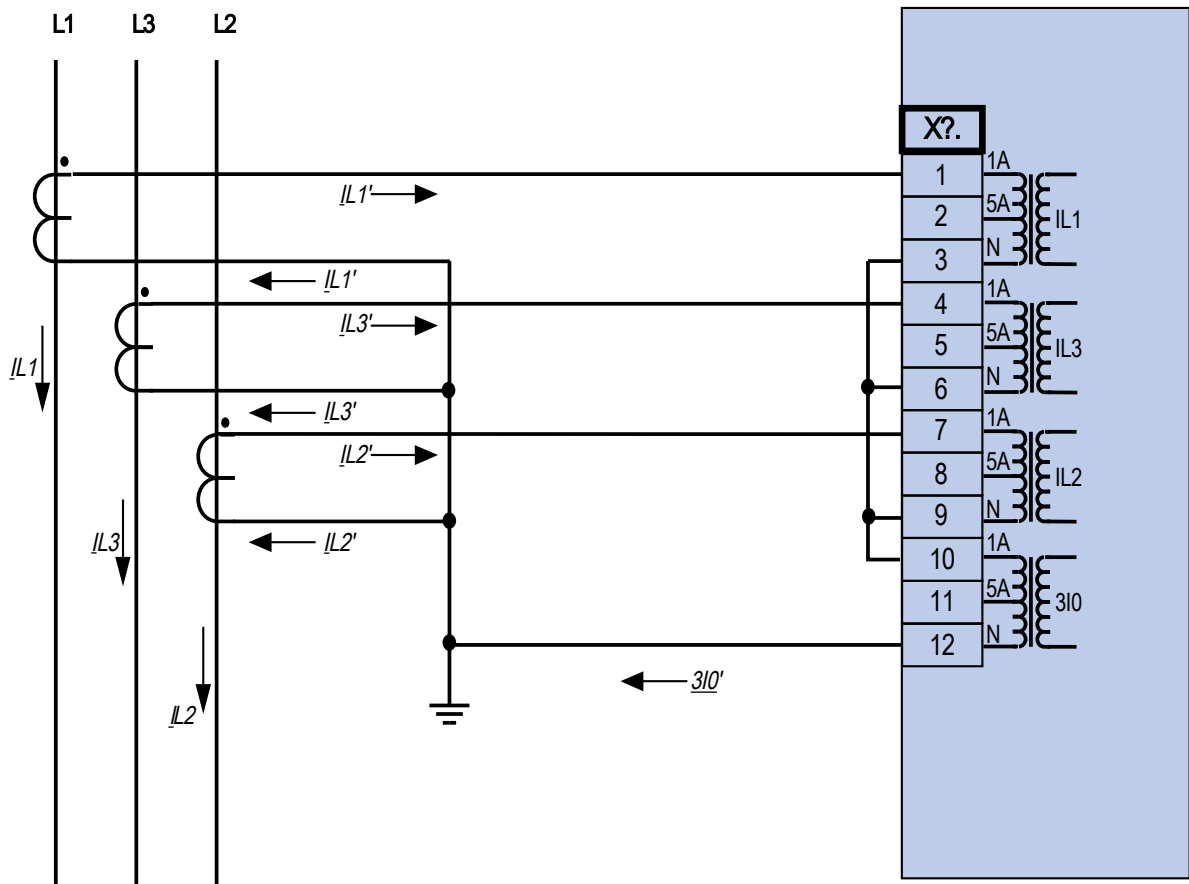 L1 L3 L2
X?.
1 1A
IL1'
2 5A IL1
3 N
IL1'
4 1A
IL3'
5 5A IL3
IL1
6 N
IL3'
7 1A
IL2'
8 5A IL2
9 N
IL2'
IL3
10 1A
11 5A 3I0
12 N
3I0'
IL2